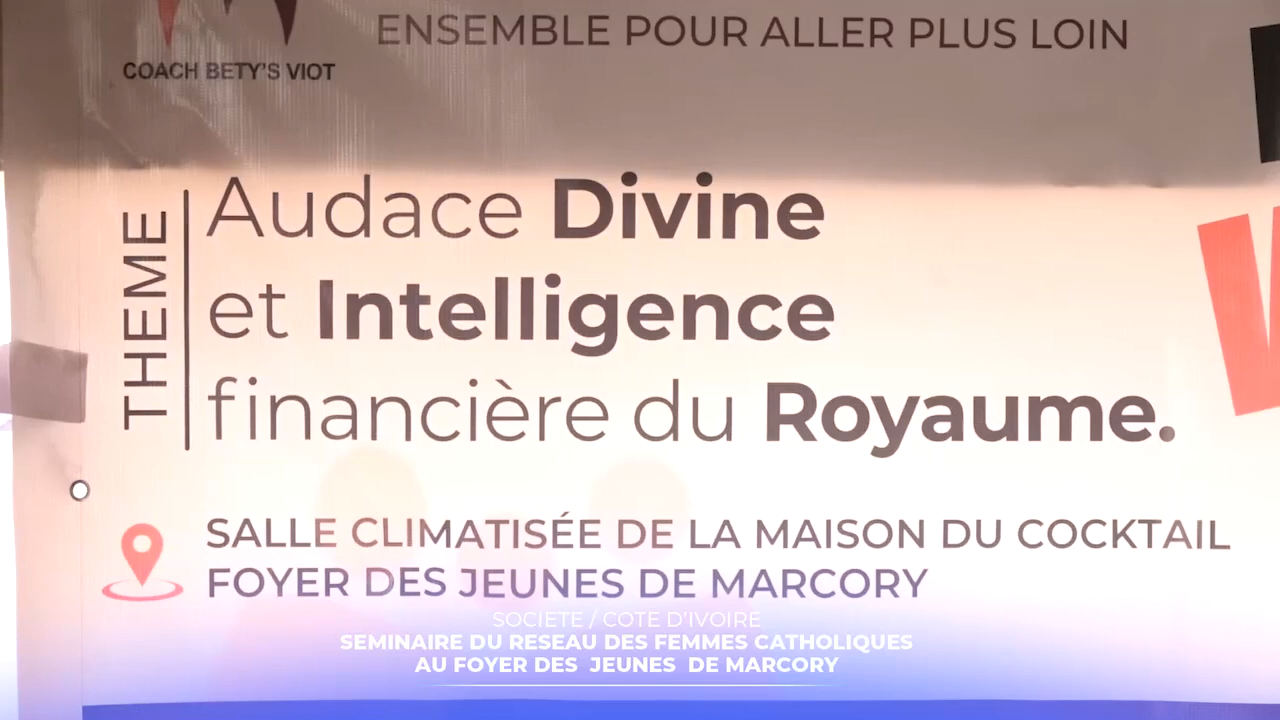 ENSEMBLE POUR ALLER PLUS LOIN
COACH BETY'S VIOT
THEME
Audace Divine
et Intelligence
financière du Royaume.
SALLE CLIMATISÉE DE LA MAISON DU COCKTAIL
FOYER DES JEUNES DE MARCORY
SOCIETE / COTE D'IVOIRE
SEMINAIRE DU RESEAU DES FEMMES CATHOLIQUES
AU FOYER DES JEUNES DE MARCORY